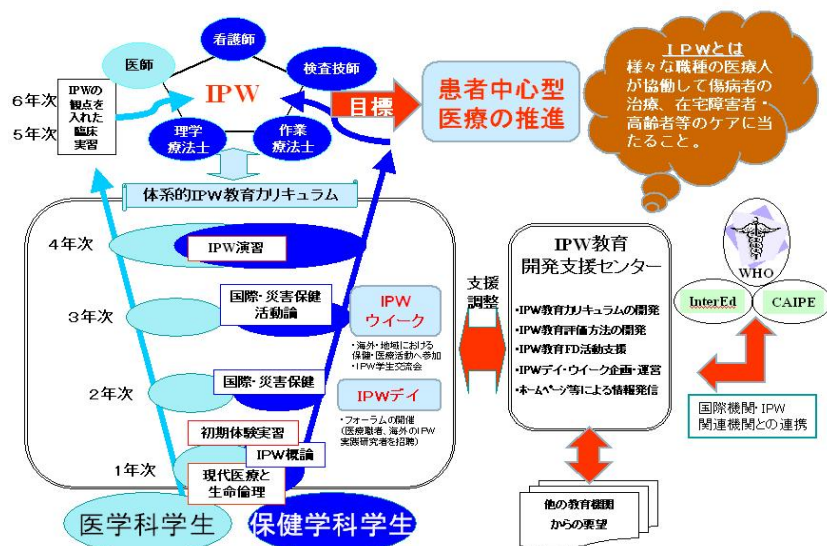 看護師
医師
検査技師
IPW
理学
療法士
作業
療法士
6年次
5年次
IPWの
観点を
入れた
臨床
実習
目標
患者中心型
医療の推進
IPWとは
様々な職種の医療人
が協働して傷病者の
治療、在宅障害者・
高齢者等のケアに当
たること。
体系的IPW教育カリキュラム
4年次
IPW演習
3年次
国際・災害保健
活動論
IPW
ウイーク
・海外・地域における
保健・医療活動へ参加
・IPW学生交流会
2年次
国際・災害保健
IPWデイ
・フォーラムの開催
(医療職者、海外のIPW
実践研究者を招聘)
初期体験実習
IPW概論
1年次
現代医療と
生命倫理
医学科学生
保健学科学生
支援
調整
IPW教育
開発支援センター
・IPW教育カリキュラムの開発
・IPW教育評価方法の開発
・IPW教育FD活動支援
・IPWデイ・ウイーク企画・運営
・ホームページ等による情報発信
WHO
InterEd
CAIPE
国際機関・IPW
関連機関との連携
他の教育機関
からの要望